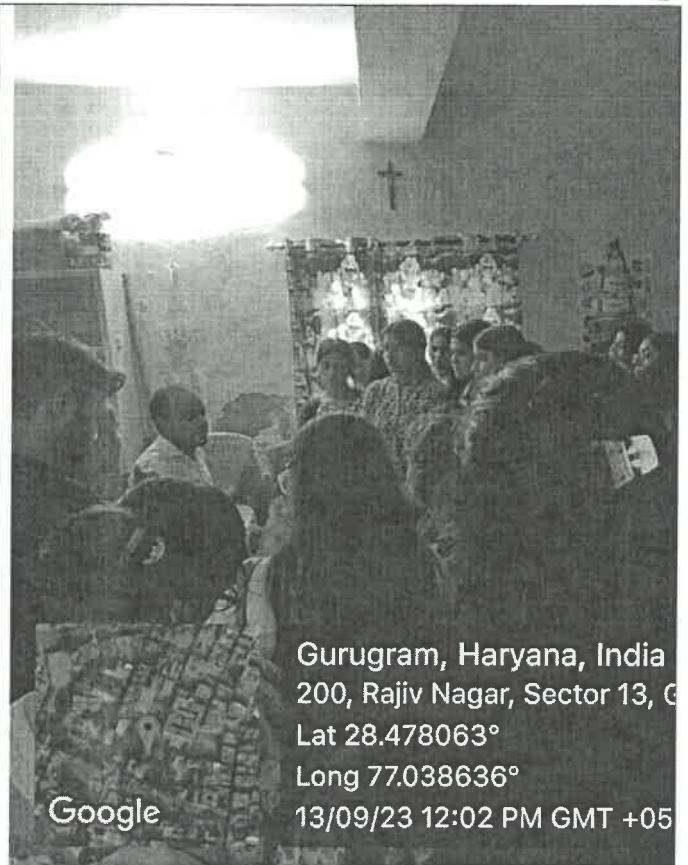 Gurugram, Haryana, India
200, Rajiv Nagar, Sector 13, G
Lat 28.478063°
Long 77.038636°
13/09/23 12:02 PM GMT +05
Google